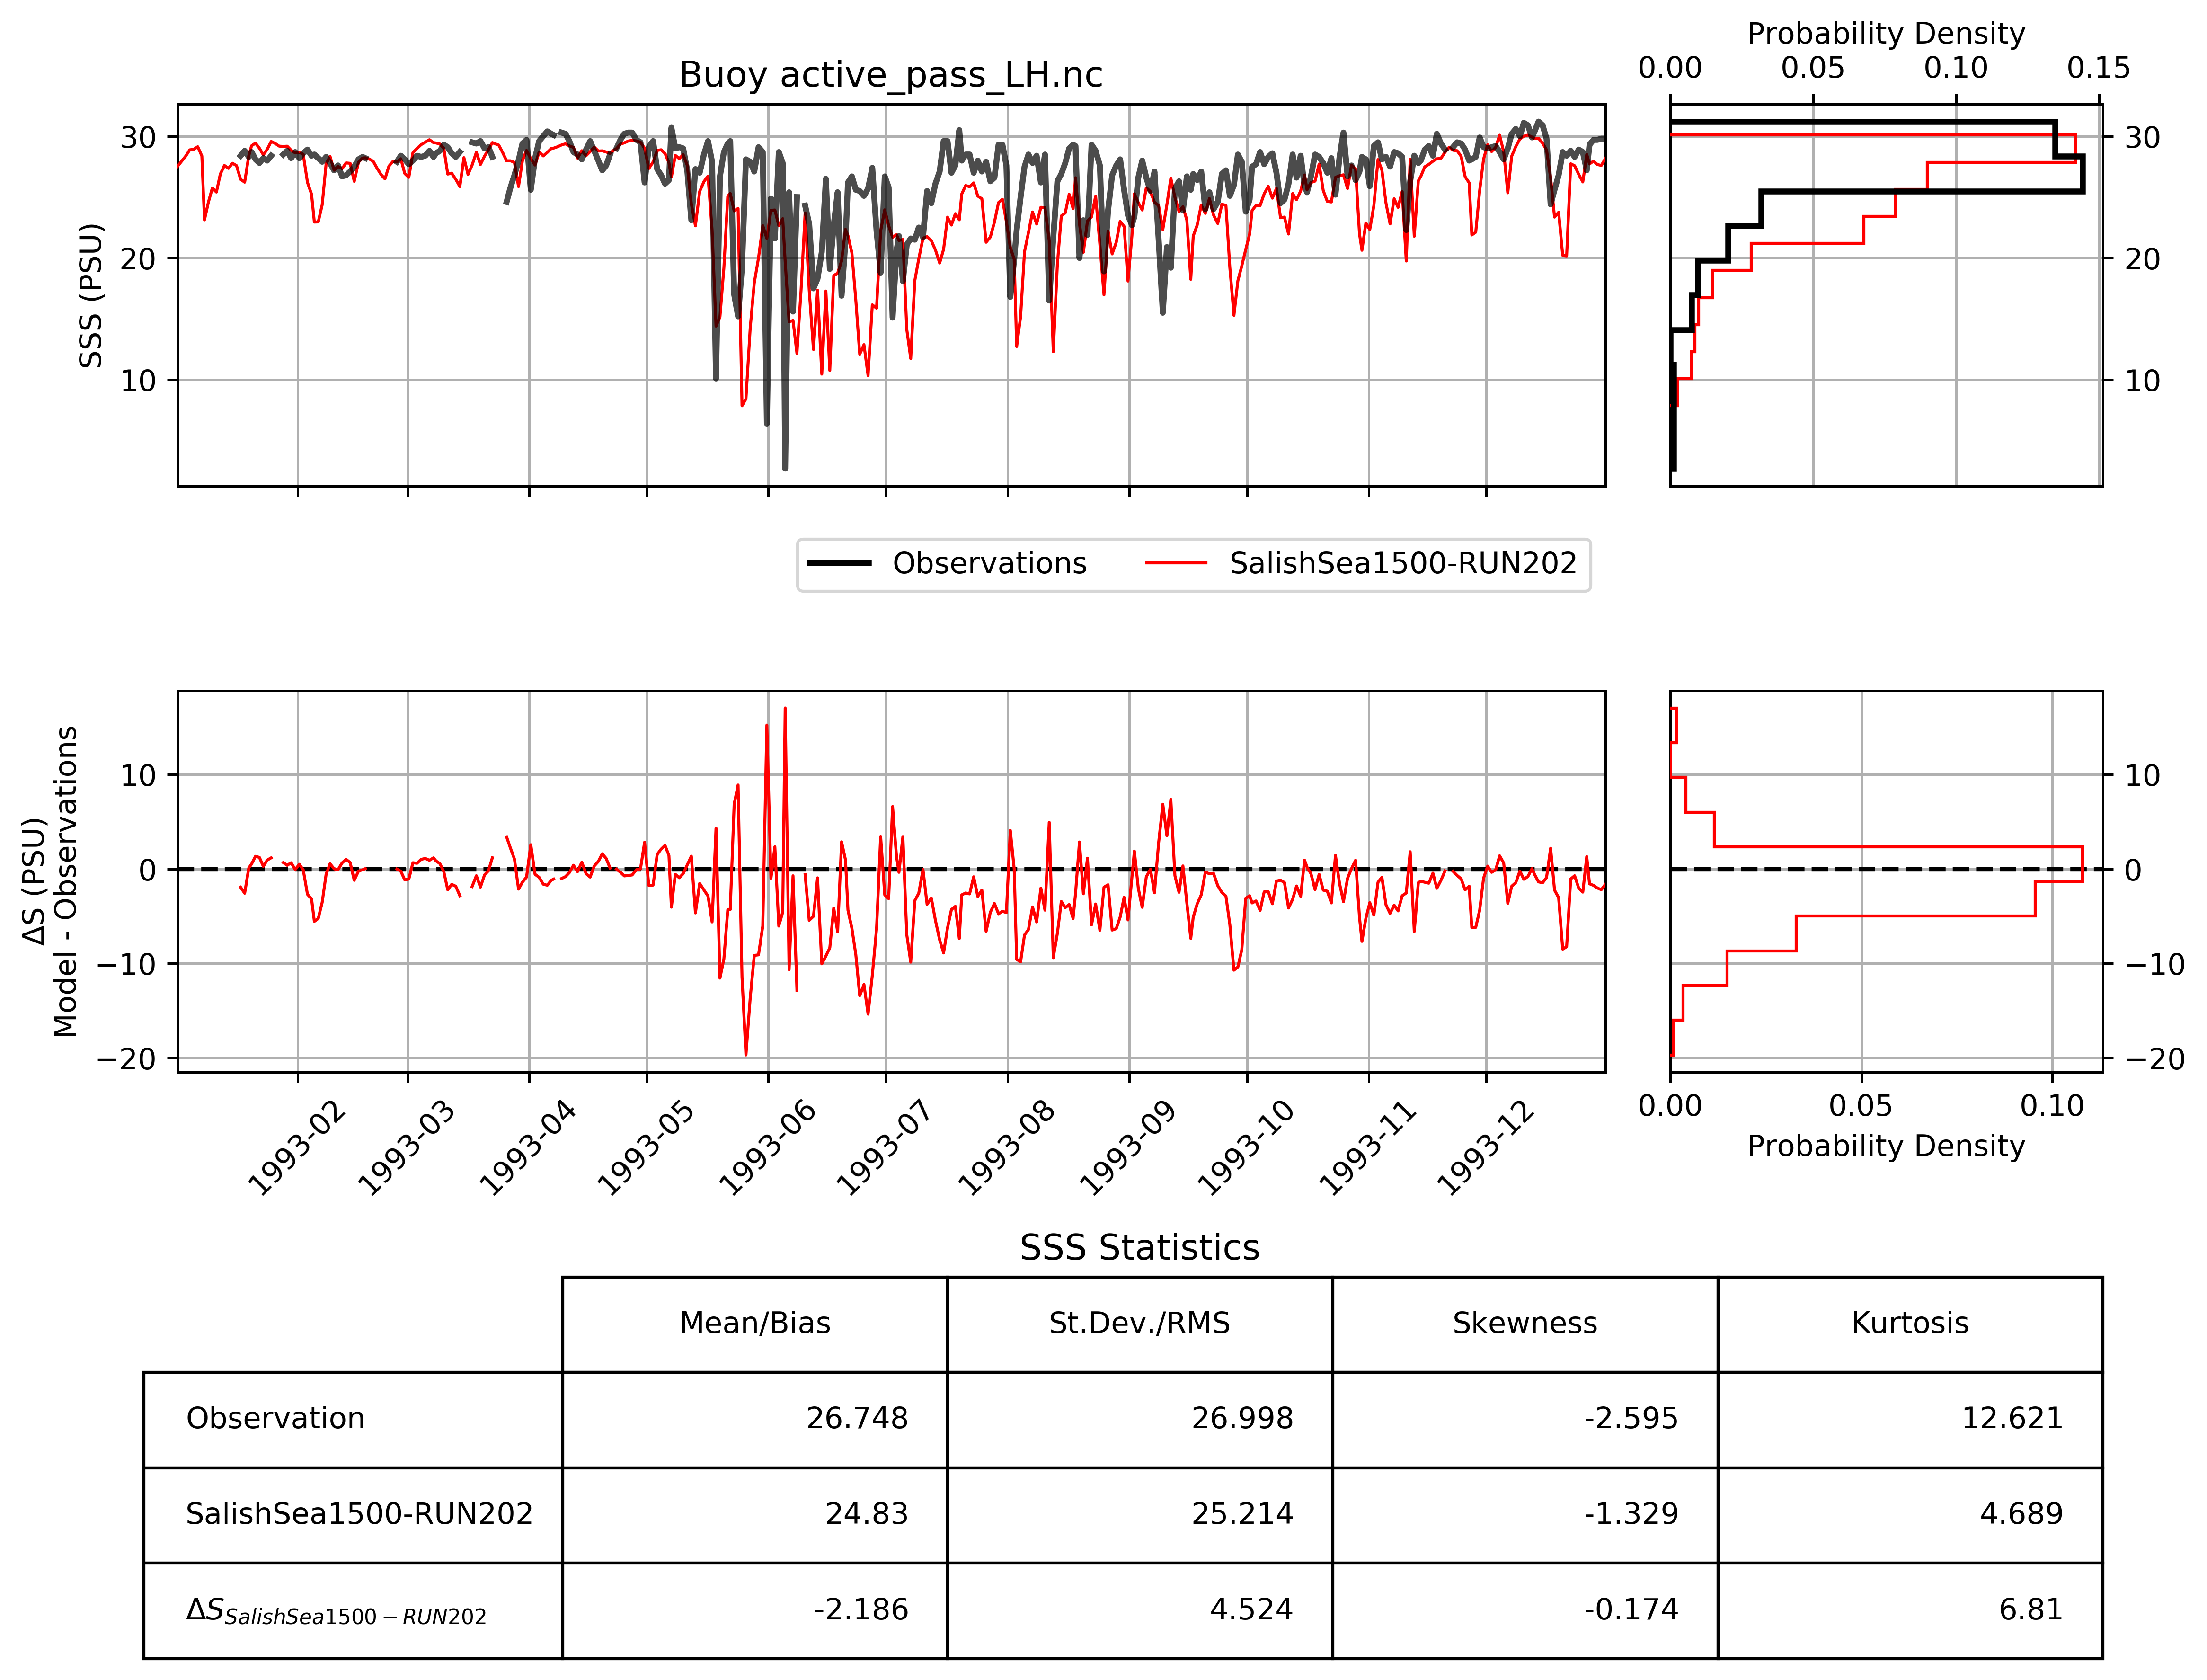 Probability Density
0.00 0.05 0.10 0.15
Buoy active_pass_LH.nc
SSS (PSU)
30
20
10
30
20
10
Observations SalishSea1500-RUN202
ΔS (PSU)
Model - Observations
10
0
−10
−20
10
0
−10
−20
1993-02 1993-03 1993-04 1993-05 1993-06 1993-07 1993-08 1993-09 1993-10 1993-11 1993-12
0.00 0.05 0.10
Probability Density
SSS Statistics
Mean/Bias St.Dev./RMS Skewness Kurtosis
Observation 26.748 26.998 -2.595 12.621
SalishSea1500-RUN202 24.83 25.214 -1.329 4.689
ΔS SalishSea1500−RUN202 -2.186 4.524 -0.174 6.81